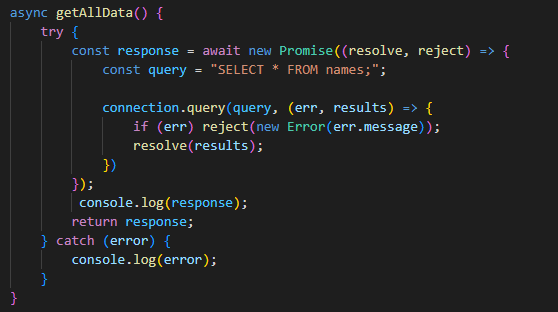 async getAllData() {
    try {
        const response = await new Promise((resolve, reject) => {
            const query = "SELECT * FROM names;";

            connection.query(query, (err, results) => {
                if (err) reject(new Error(err.message));
                resolve(results);
            })
        });
         console.log(response);
        return response;
    } catch (error) {
        console.log(error);
    }
}